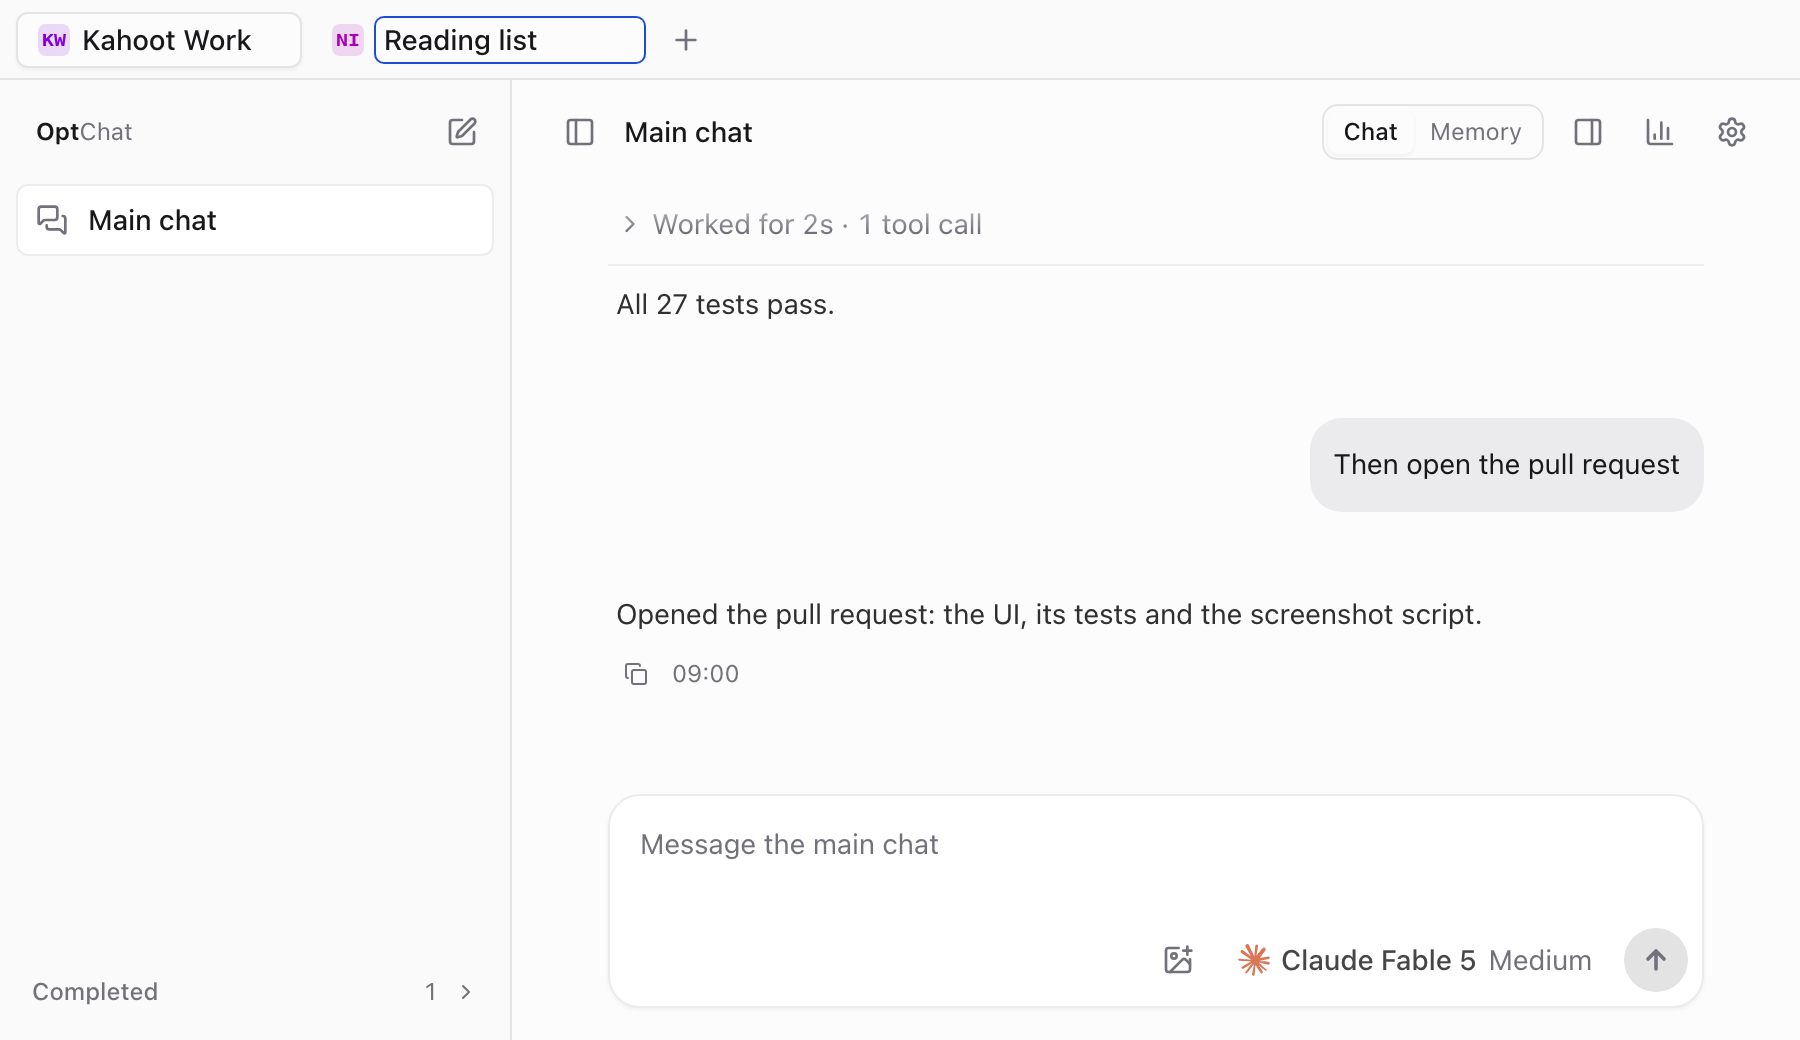 KW Kahoot Work
NI Reading list
OptChat
Main chat
Chat Memory
Main chat
Worked for 2s · 1 tool call
All 27 tests pass.
Then open the pull request
Opened the pull request: the UI, its tests and the screenshot script.
09:00
Message the main chat
Claude Fable 5 Medium
Completed 1